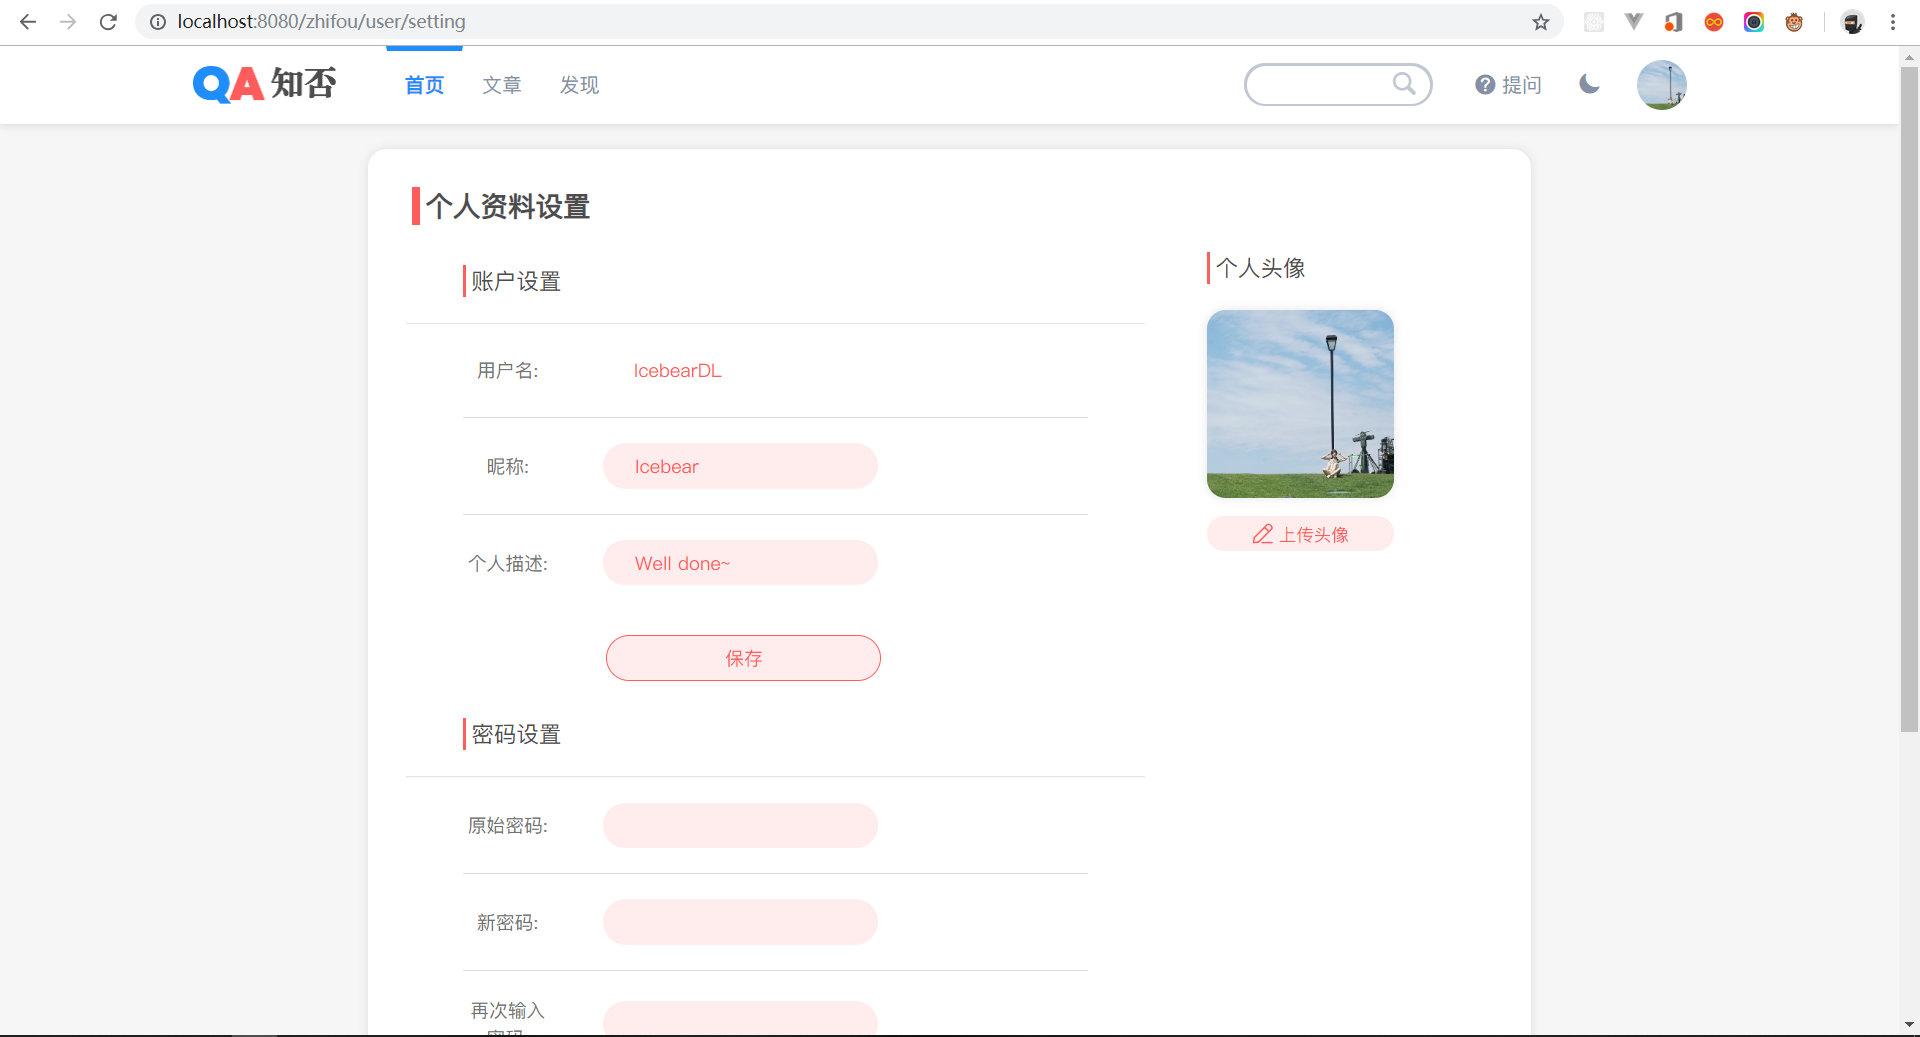 localhost:8080/zhifou/user/setting
QA 知否
首页
文章
发现
提问
个人资料设置
账户设置
用户名:
IcebearDL
昵称:
Icebear
个人描述:
Well done~
保存
个人头像
上传头像
密码设置
原始密码:
新密码:
再次输入